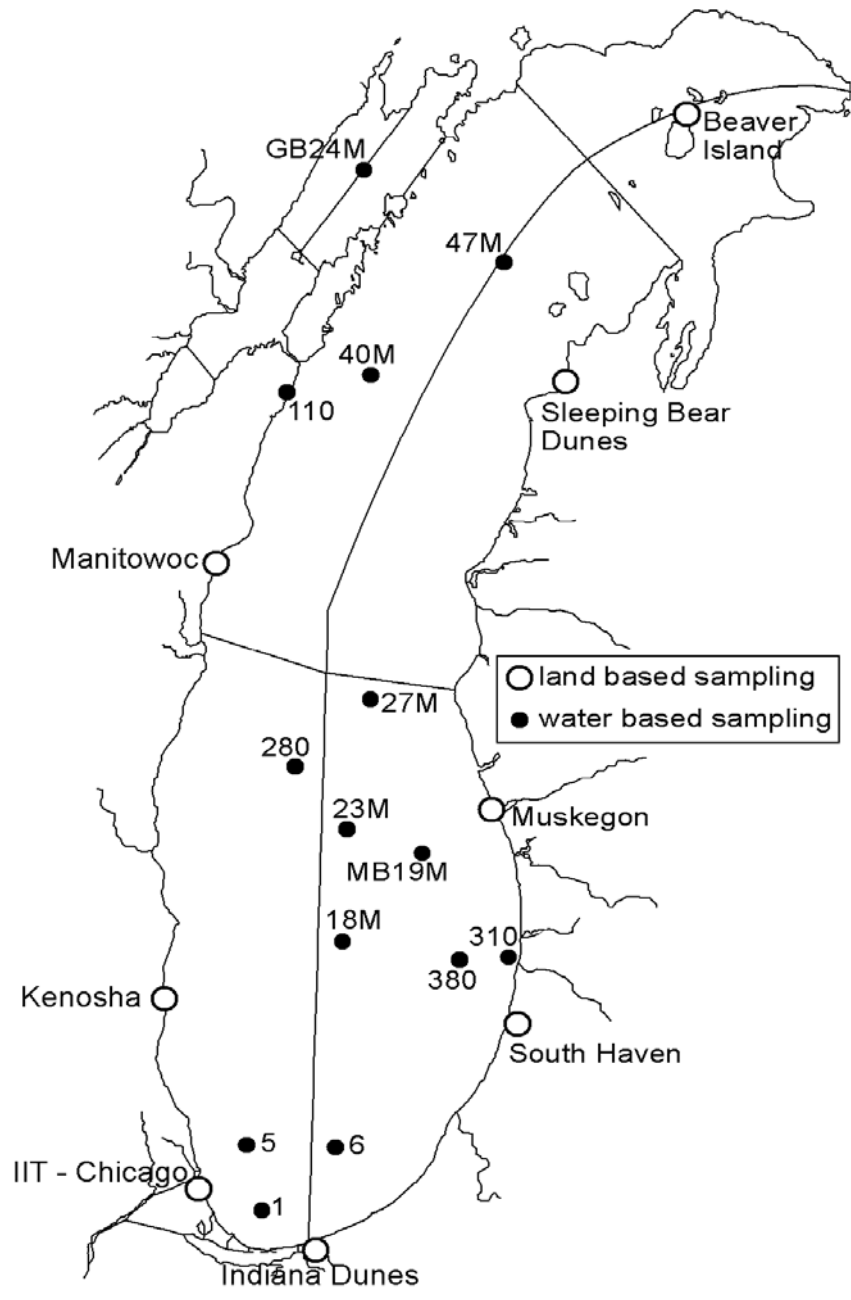 GB24M
Beaver
Island
47M
40M
110
Sleeping Bear
Dunes
Manitowoc
land based sampling
water based sampling
27M
280
23M
Muskegon
MB19M
18M
310
380
Kenosha
South Haven
5
6
IIT - Chicago
1
Indiana Dunes